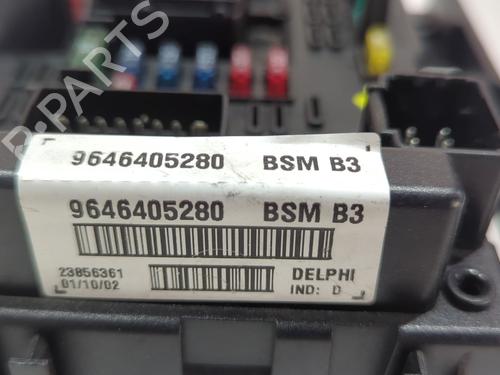 B-PARTS
9646405280 BSM B3
9646405280 BSM B3
23856361 DELPHI
01/10/02 IND: D